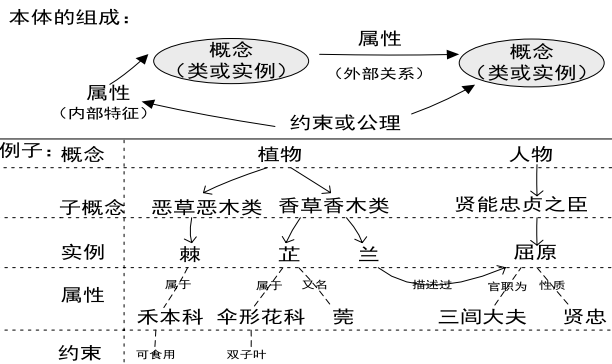 本体的组成：
概念
（类或实例）
属性
（外部关系）
概念
（类或实例）
属性
（内部特征）
约束或公理
例子：概念 植物 人物
子概念 恶草恶木类 香草香木类 贤能忠贞之臣
实例 棘 芷 兰 屈原
属于 属于 又名 描述过 官职为 性质
属性 禾本科 伞形花科 莞 三闾大夫 贤忠
约束 可食用 双子叶